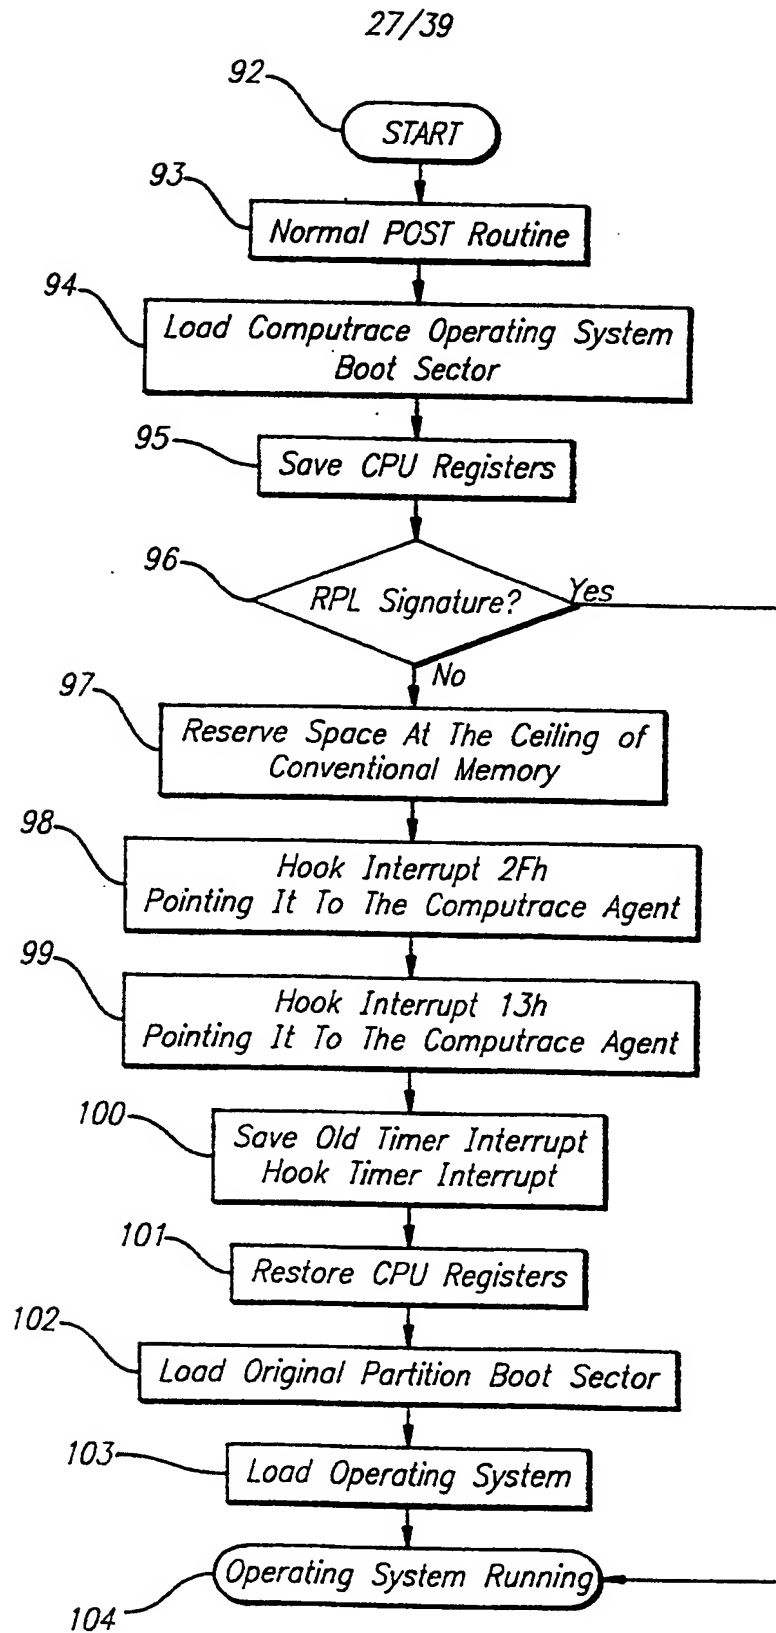 27/39
92
START
93
Normal POST Routine
94
Load Computrace Operating System
Boot Sector
95
Save CPU Registers
96
RPL Signature?
Yes
No
97
Reserve Space At The Ceiling of
Conventional Memory
98
Hook Interrupt 2Fh
Pointing It To The Computrace Agent
99
Hook Interrupt 13h
Pointing It To The Computrace Agent
100
Save Old Timer Interrupt
Hook Timer Interrupt
101
Restore CPU Registers
102
Load Original Partition Boot Sector
103
Load Operating System
Operating System Running
104